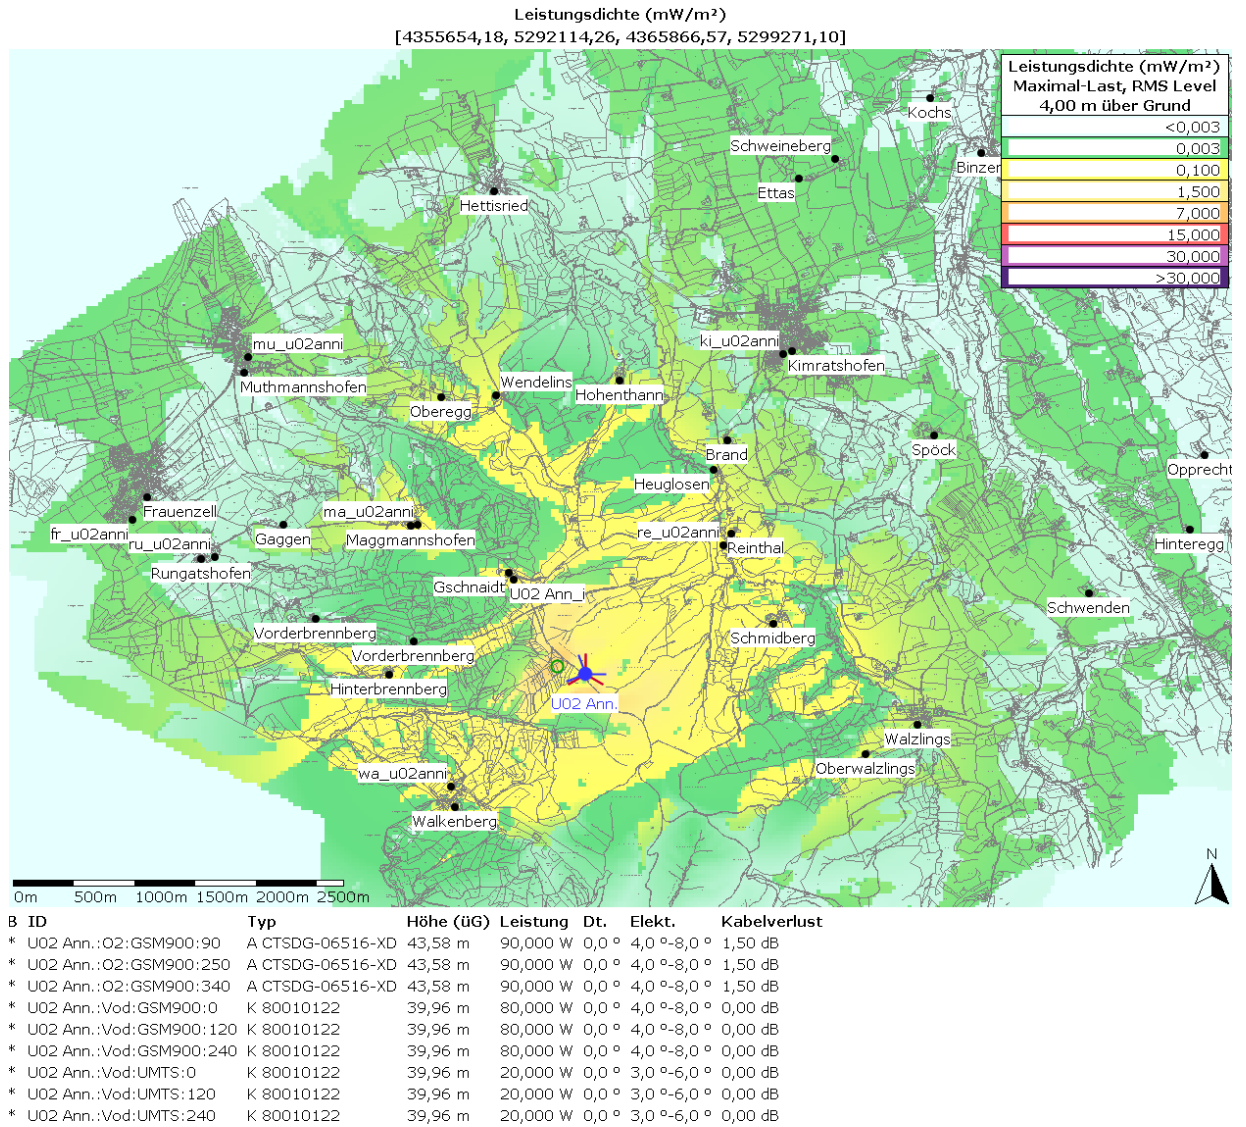 Leistungsdichte (mW/m²)
[4355654,18, 5292114,26, 4365866,57, 5299271,10]
Leistungsdichte (mW/m²)
Maximal-Last, RMS Level
4,00 m über Grund
<0,003
0,003
0,100
1,500
7,000
15,000
30,000
>30,000
Kochs
Schweineberg
Binzer
Ettas
Hettisried
mu_u02anni
Muthmannshofen
ki_u02anni
Kimratshofen
Wendelins
Hohenthann
Oberegg
Brand
Spöck
Heuglosen
Opprecht
Frauenzell
fr_u02anni
ma_u02anni
Maggmannshofen
Gaggen
re_u02anni
Reinthal
Hinteregg
ru_u02anni
Rungatshofen
Gschnaidt
U02 Ann_i
Schwenden
Vorderbrennberg
Schmidberg
Vorderbrennberg
Hinterbrennberg
U02 Ann.
Walzlings
Oberwalzlings
wa_u02anni
Walkenberg
N
0m 500m 1000m 1500m 2000m 2500m
B ID Typ Höhe (üG) Leistung Dt. Elekt. Kabelverlust
* U02 Ann.:O2:GSM900:90 A CTSDG-06516-XD 43,58 m 90,000 W 0,0 º 4,0 º-8,0 º 1,50 dB
* U02 Ann.:O2:GSM900:250 A CTSDG-06516-XD 43,58 m 90,000 W 0,0 º 4,0 º-8,0 º 1,50 dB
* U02 Ann.:O2:GSM900:340 A CTSDG-06516-XD 43,58 m 90,000 W 0,0 º 4,0 º-8,0 º 1,50 dB
* U02 Ann.:Vod:GSM900:0 K 80010122 39,96 m 80,000 W 0,0 º 4,0 º-8,0 º 0,00 dB
* U02 Ann.:Vod:GSM900:120 K 80010122 39,96 m 80,000 W 0,0 º 4,0 º-8,0 º 0,00 dB
* U02 Ann.:Vod:GSM900:240 K 80010122 39,96 m 80,000 W 0,0 º 4,0 º-8,0 º 0,00 dB
* U02 Ann.:Vod:UMTS:0 K 80010122 39,96 m 20,000 W 0,0 º 3,0 º-6,0 º 0,00 dB
* U02 Ann.:Vod:UMTS:120 K 80010122 39,96 m 20,000 W 0,0 º 3,0 º-6,0 º 0,00 dB
* U02 Ann.:Vod:UMTS:240 K 80010122 39,96 m 20,000 W 0,0 º 3,0 º-6,0 º 0,00 dB